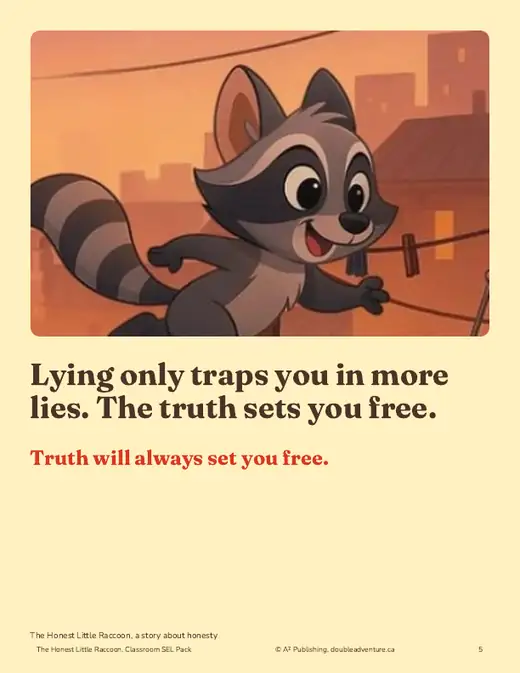 Lying only traps you in more
lies. The truth sets you free.
Truth will always set you free.
The Honest Little Raccoon, a story about honesty
The Honest Little Raccoon. Classroom SEL Pack
© A² Publishing, doubleadventure.ca
5